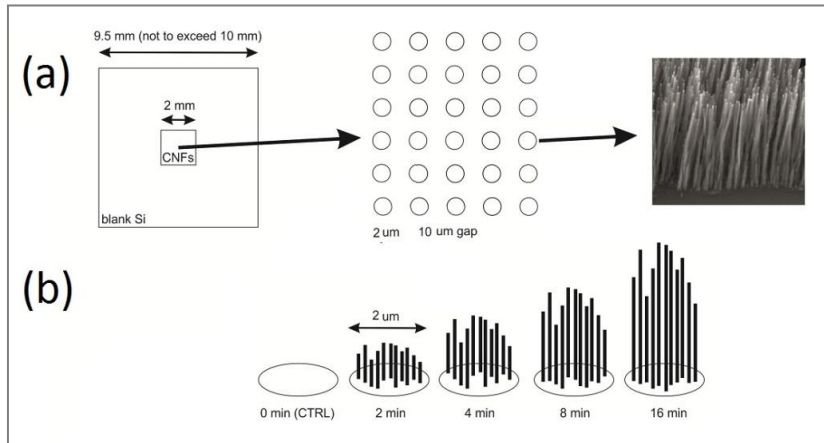 (a)
9.5 mm (not to exceed 10 mm)
2 mm
CNFs
blank Si
2 um
10 um gap
(b)
2 um
0 min (CTRL)
2 min
4 min
8 min
16 min